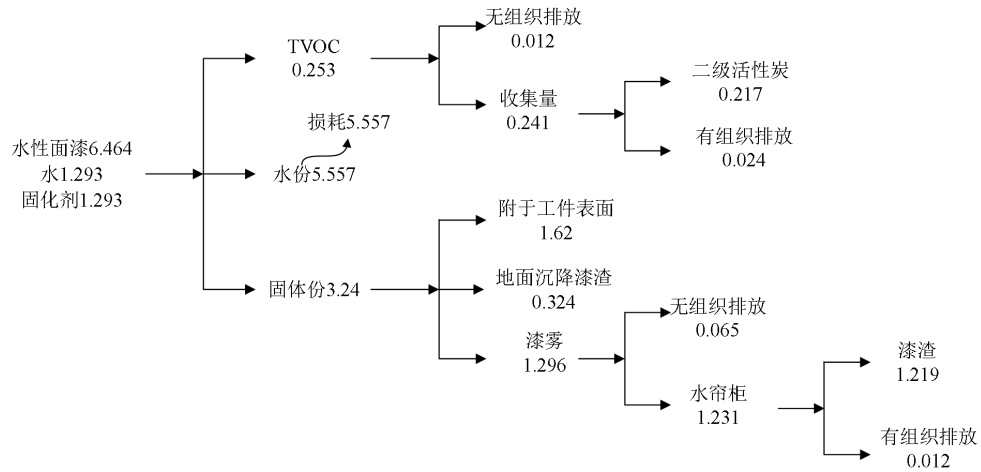 无组织排放
0.012
TVOC
0.253
二级活性炭
0.217
收集量
0.241
损耗5.557
有组织排放
0.024
水性面漆6.464
水1.293
固化剂1.293
水份5.557
附于工件表面
1.62
地面沉降漆渣
0.324
固体份3.24
无组织排放
0.065
漆雾
1.296
漆渣
1.219
水帘柜
1.231
有组织排放
0.012